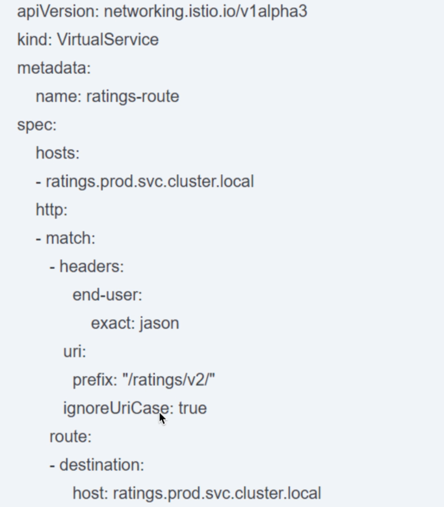 apiVersion: networking.istio.io/v1alpha3
kind: VirtualService
metadata:
name: ratings-route
spec:
hosts:
- ratings.prod.svc.cluster.local
http:
- match:
- headers:
end-user:
exact: jason
uri:
prefix: "/ratings/v2/"
ignoreUriCase: true
route:
- destination:
host: ratings.prod.svc.cluster.local